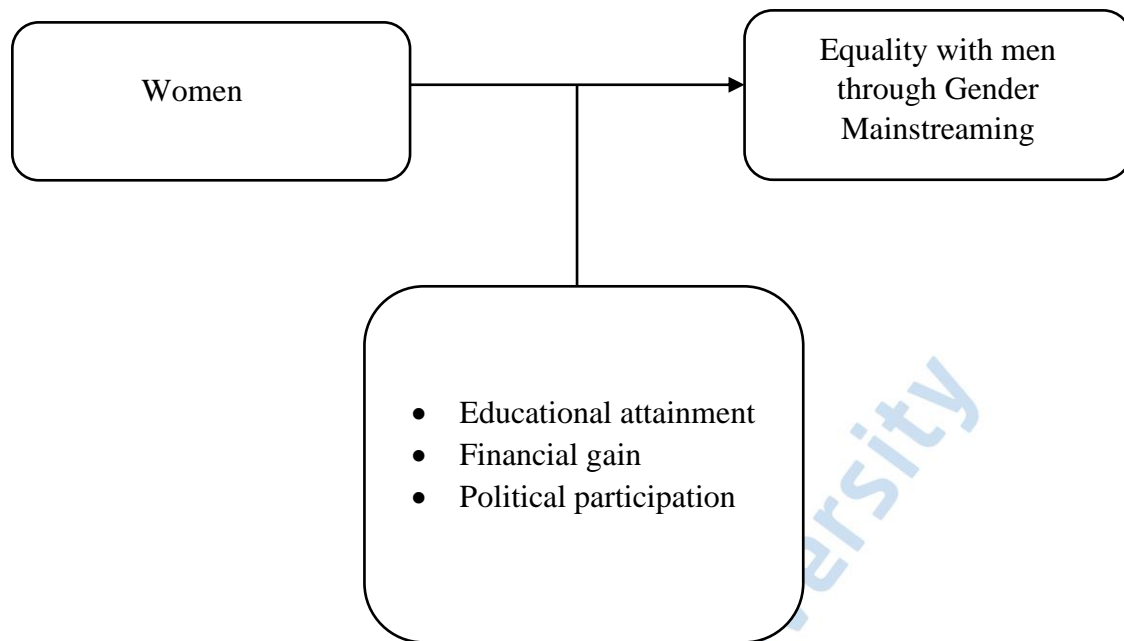 Women
Equality with men
through Gender
Mainstreaming
• Educational attainment
• Financial gain
• Political participation